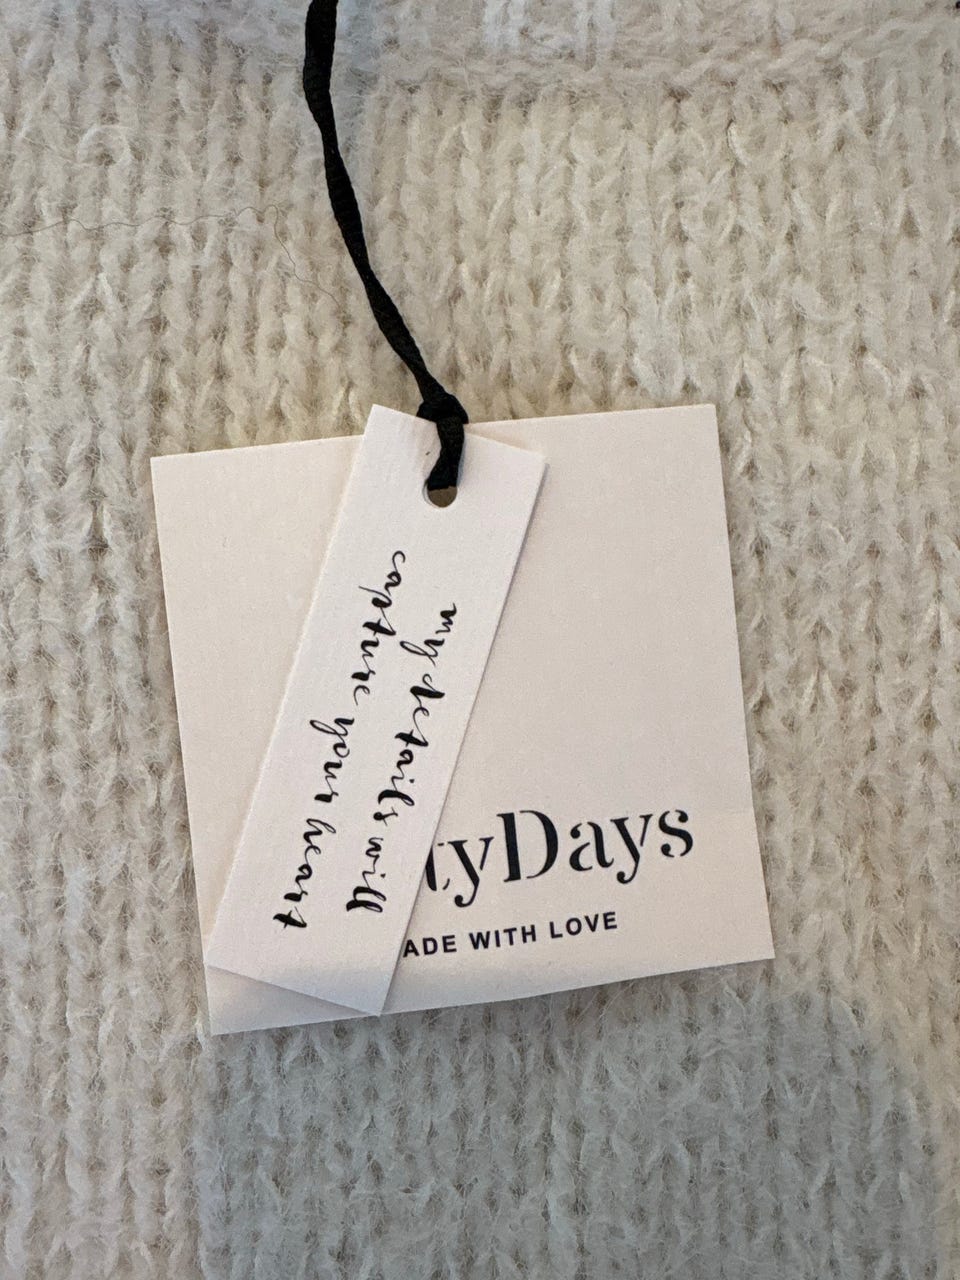 my details will
capture your heart
tyDays
ADE WITH LOVE